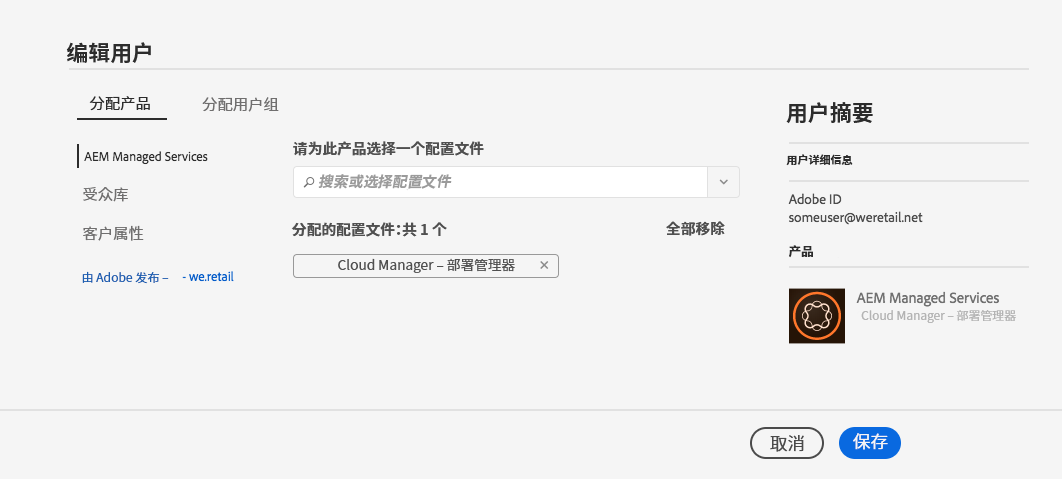 编辑用户
分配产品
分配用户组
AEM Managed Services
受众库
客户属性
由 Adobe 发布 – - we.retail
请为此产品选择一个配置文件
搜索或选择配置文件
分配的配置文件：共 1 个
全部移除
Cloud Manager – 部署管理器 ×
用户摘要
用户详细信息
Adobe ID
someuser@weretail.net
产品
AEM Managed Services
Cloud Manager – 部署管理器
取消
保存